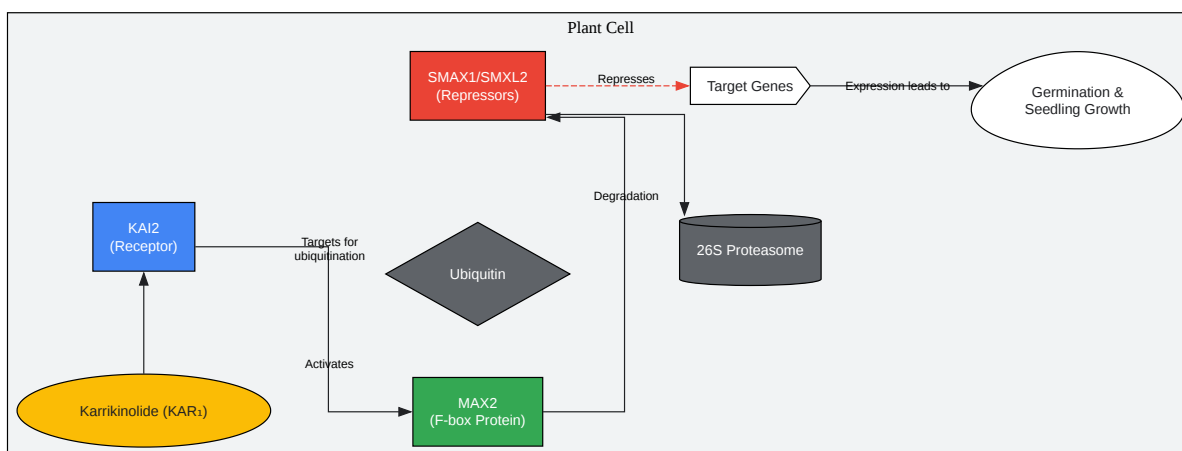 Plant Cell
SMAX1/SMXL2
(Repressors)
Represses
Target Genes
Expression leads to
Germination &
Seedling Growth
Degradation
KAI2
(Receptor)
Targets for
ubiquitination
Ubiquitin
26S Proteasome
Activates
Karrikinolide (KAR₁)
MAX2
(F-box Protein)